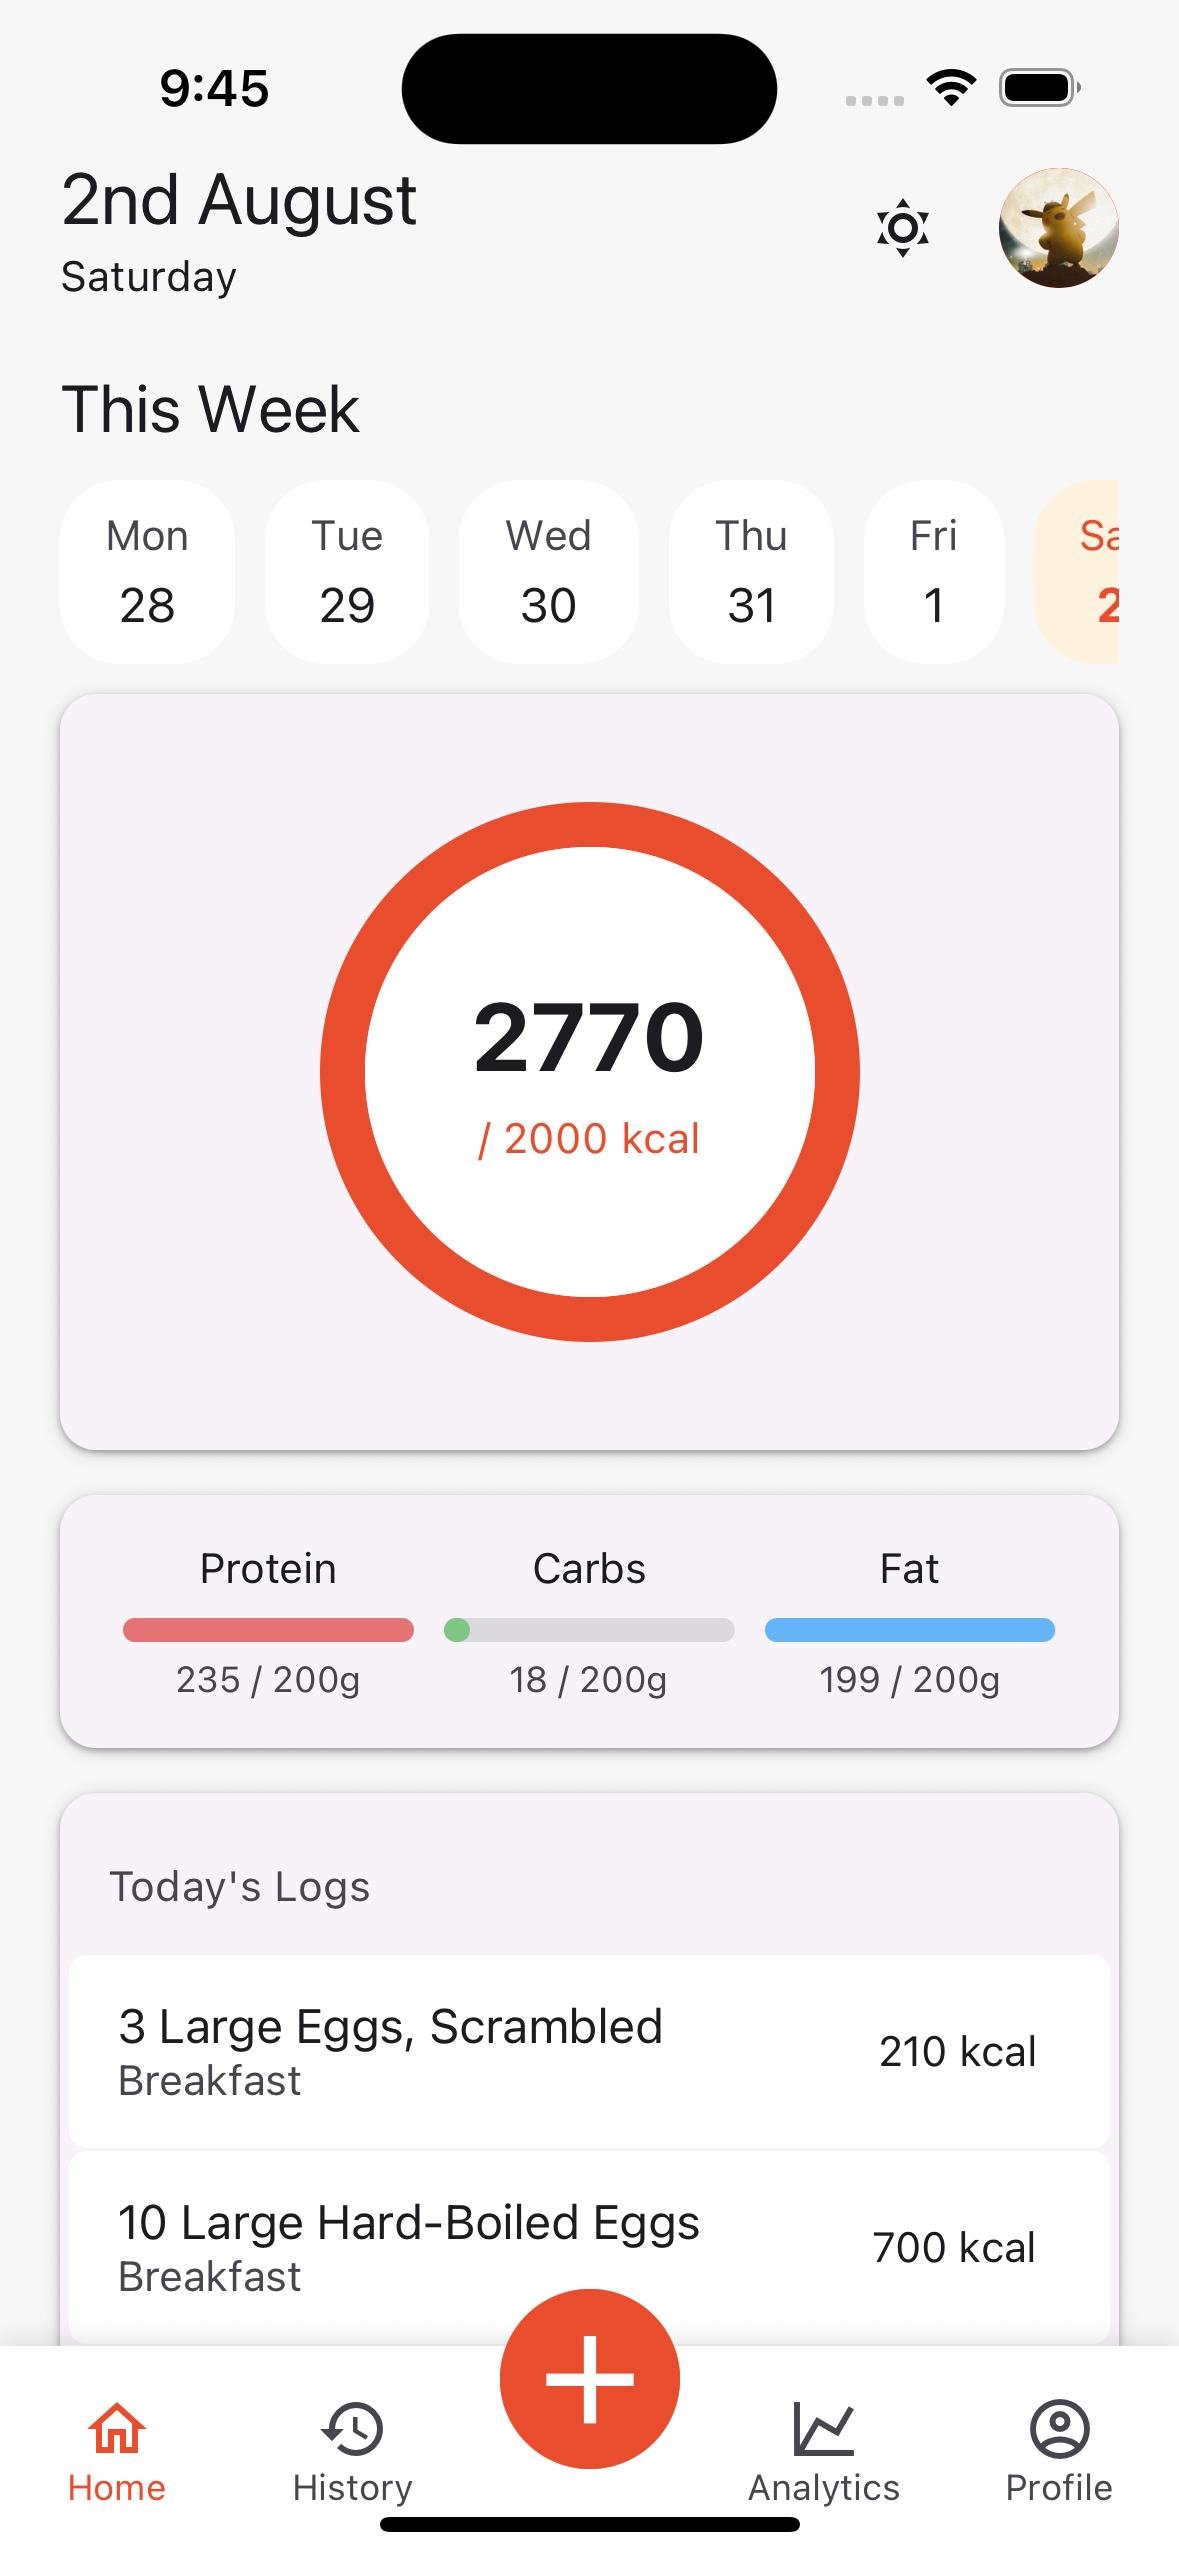 9:45
2nd August
Saturday
This Week
Mon Tue Wed Thu Fri Sa
28 29 30 31 1 2
2770
/ 2000 kcal
Protein Carbs Fat
235 / 200g 18 / 200g 199 / 200g
Today's Logs
3 Large Eggs, Scrambled
Breakfast
210 kcal
10 Large Hard-Boiled Eggs
Breakfast
700 kcal
Home History Analytics Profile